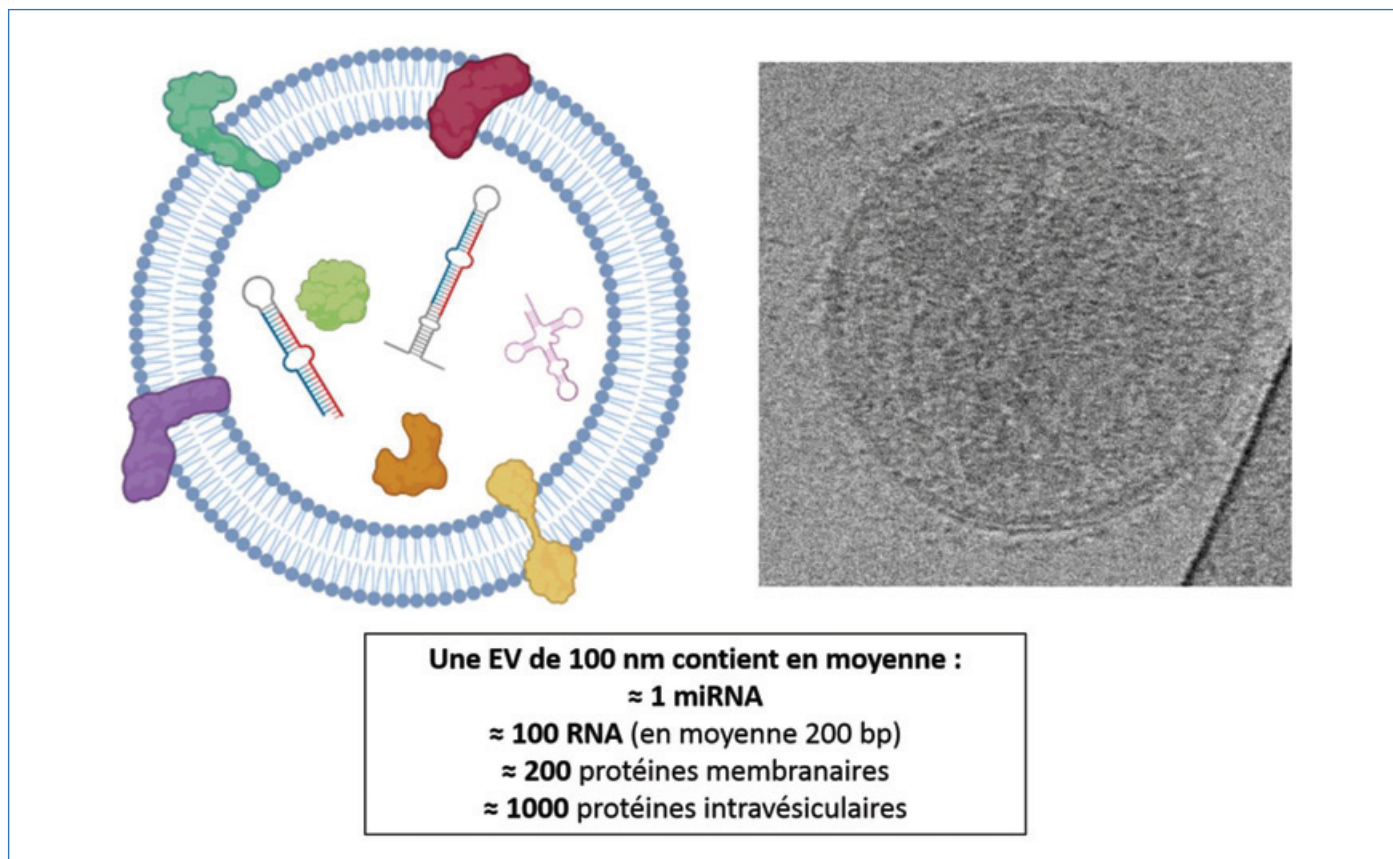 Une EV de 100 nm contient en moyenne :
≈ 1 miRNA
≈ 100 RNA (en moyenne 200 bp)
≈ 200 protéines membranaires
≈ 1000 protéines intravésiculaires